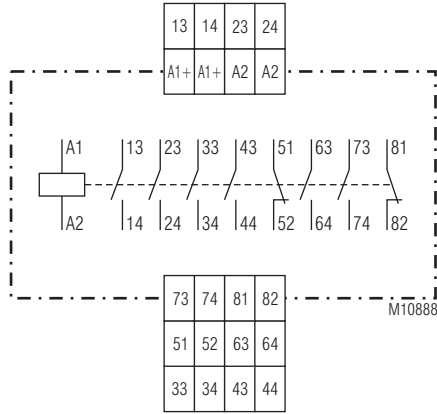 13 14 23 24
A1+ A1+ A2 A2
A1 13 23 33 43 51 63 73 81
A2 14 24 34 44 52 64 74 82
73 74 81 82
M10888
51 52 63 64
33 34 43 44